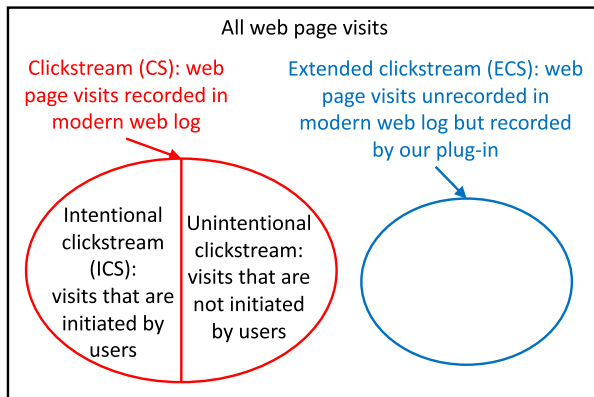 All web page visits
Clickstream (CS): web
page visits recorded in
modern web log
Extended clickstream (ECS): web
page visits unrecorded in
modern web log but recorded
by our plug-in
Intentional
clickstream
(ICS):
visits that are
initiated by
users
Unintentional
clickstream:
visits that are
not initiated
by users